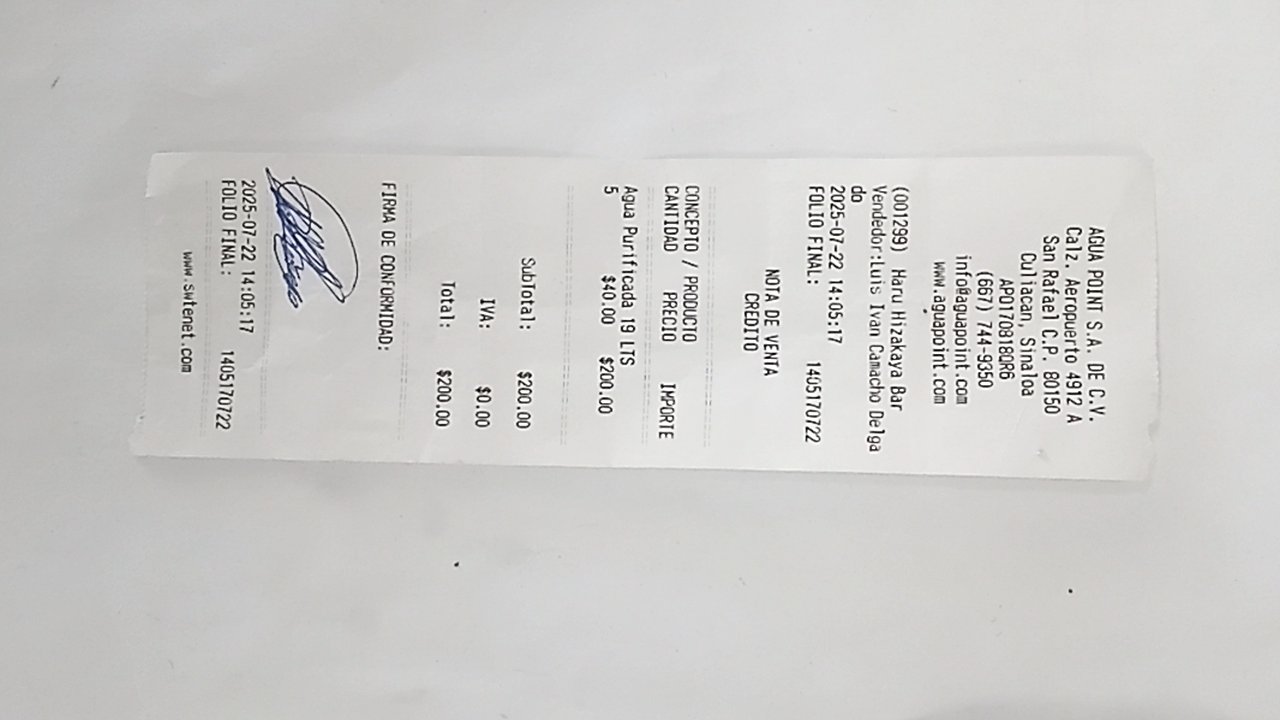 AGUA POINT S.A. DE C.V.
Calz. Aeropuerto 4912 A
San Rafael C.P. 80150
Culiacan, Sinaloa
APO170818QR6
(667) 744-9350
info@aguapoint.com
www.aguapoint.com
(001299) Haru Hizakaya Bar
Vendedor:Luis Ivan Camacho Delga
do
2025-07-22 14:05:17
FOLIO FINAL: 1405170722
NOTA DE VENTA
CREDITO
CONCEPTO / PRODUCTO
CANTIDAD PRECIO IMPORTE
Agua Purificada 19 LTS
5 $40.00 $200.00
SubTotal: $200.00
IVA: $0.00
Total: $200.00
FIRMA DE CONFORMIDAD:
2025-07-22 14:05:17
FOLIO FINAL: 1405170722
www.swtenet.com